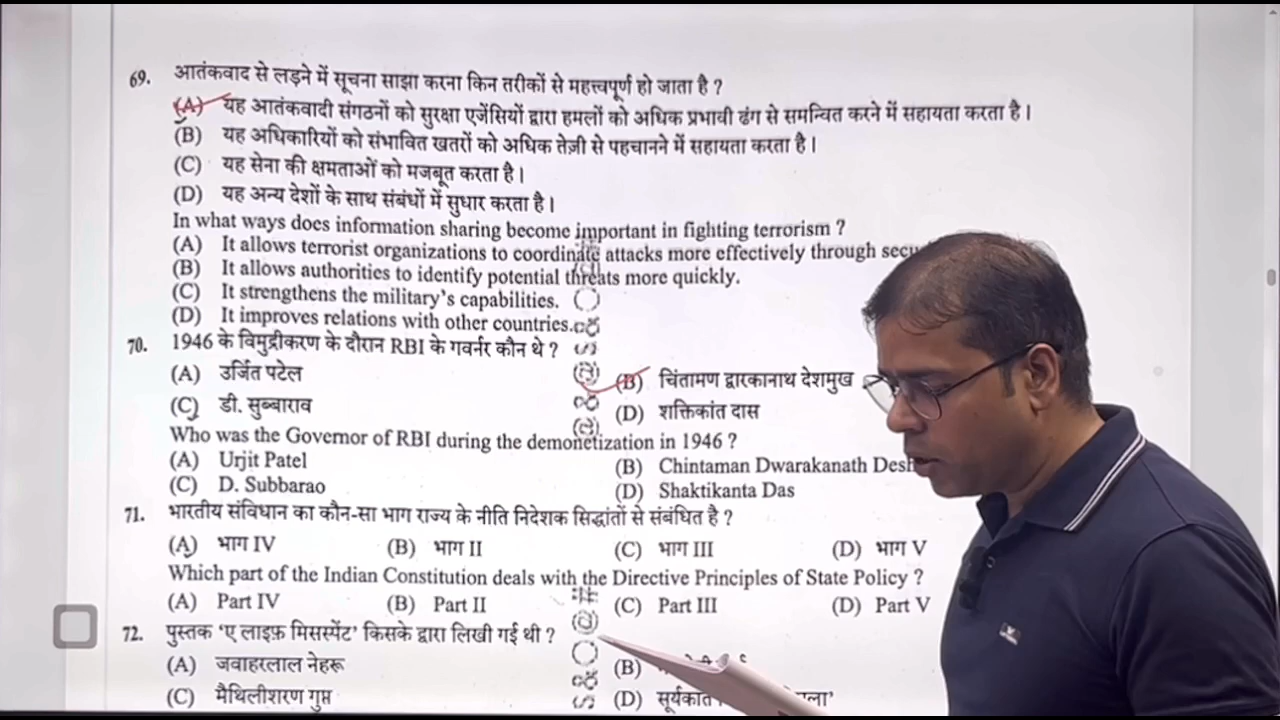 69. आतंकवाद से लड़ने में सूचना साझा करना किन तरीकों से महत्त्वपूर्ण हो जाता है ?
(A) यह आतंकवादी संगठनों को सुरक्षा एजेंसियों द्वारा हमलों को अधिक प्रभावी ढंग से समन्वित करने में सहायता करता है।
(B) यह अधिकारियों को संभावित खतरों को अधिक तेज़ी से पहचानने में सहायता करता है।
(C) यह सेना की क्षमताओं को मजबूत करता है।
(D) यह अन्य देशों के साथ संबंधों में सुधार करता है।
In what ways does information sharing become important in fighting terrorism ?
(A) It allows terrorist organizations to coordinate attacks more effectively through
(B) It allows authorities to identify potential threats more quickly.
(C) It strengthens the military's capabilities.
(D) It improves relations with other countries.
70. 1946 के विमुद्रीकरण के दौरान RBI के गवर्नर कौन थे ?
(A) उर्जित पटेल (B) चिंतामण द्वारकानाथ देशमुख
(C) डी. सुब्बाराव (D) शक्तिकांत दास
Who was the Governor of RBI during the demonetization in 1946 ?
(A) Urjit Patel (B) Chintaman Dwarakanath
(C) D. Subbarao (D) Shaktikanta Das
71. भारतीय संविधान का कौन-सा भाग राज्य के नीति निदेशक सिद्धांतों से संबंधित है ?
(A) भाग IV (B) भाग II (C) भाग III (D) भाग V
Which part of the Indian Constitution deals with the Directive Principles of State Policy ?
(A) Part IV (B) Part II (C) Part III (D) Part V
72. पुस्तक 'ए लाइफ़ मिसस्पेंट' किसके द्वारा लिखी गई थी ?
(A) जवाहरलाल नेहरू (B)
(C) मैथिलीशरण गुप्त (D) सूर्यकांत